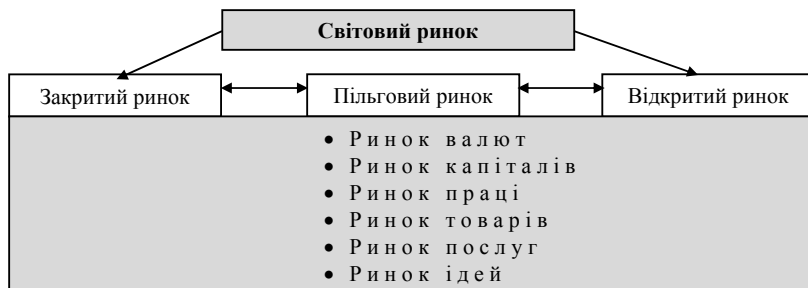 Світовий ринок
Закритий ринок
Пільговий ринок
Відкритий ринок
• Ринок валют
• Ринок капіталів
• Ринок праці
• Ринок товарів
• Ринок послуг
• Ринок ідей